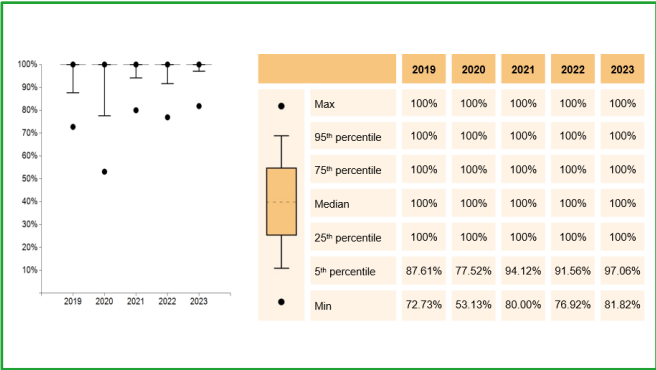 100%
90%
80%
70%
60%
50%
40%
30%
20%
10%
2019 2020 2021 2022 2023
2019 2020 2021 2022 2023
Max 100% 100% 100% 100% 100%
95th percentile 100% 100% 100% 100% 100%
75th percentile 100% 100% 100% 100% 100%
Median 100% 100% 100% 100% 100%
25th percentile 100% 100% 100% 100% 100%
5th percentile 87.61% 77.52% 94.12% 91.56% 97.06%
Min 72.73% 53.13% 80.00% 76.92% 81.82%